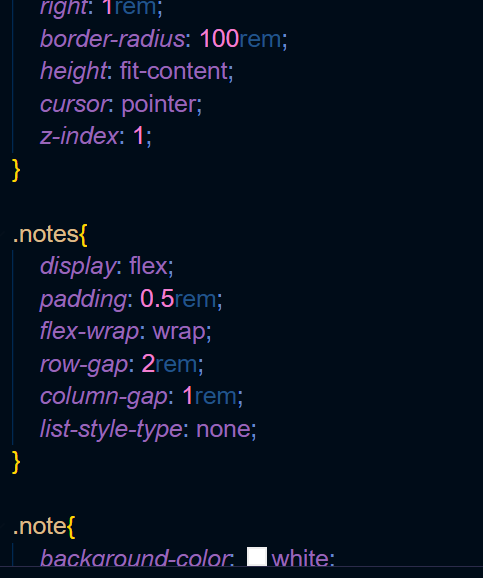 right: 1rem;
border-radius: 100rem;
height: fit-content;
cursor: pointer;
z-index: 1;
}
.notes{
display: flex;
padding: 0.5rem;
flex-wrap: wrap;
row-gap: 2rem;
column-gap: 1rem;
list-style-type: none;
}
.note{
background-color: white;